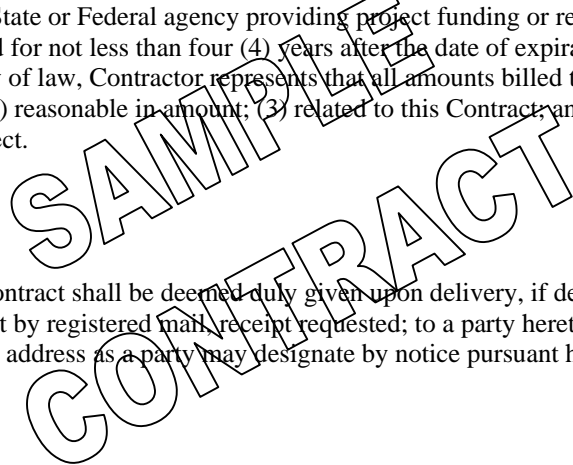 State or Federal agency providing project funding or re
d for not less than four (4) years after the date of expira
y of law, Contractor represents that all amounts billed t
) reasonable in amount; (3) related to this Contract; an
ect.
SAMPLE
CONTRACT
ontract shall be deemed duly given upon delivery, if de
t by registered mail, receipt requested; to a party heret
address as a party may designate by notice pursuant h